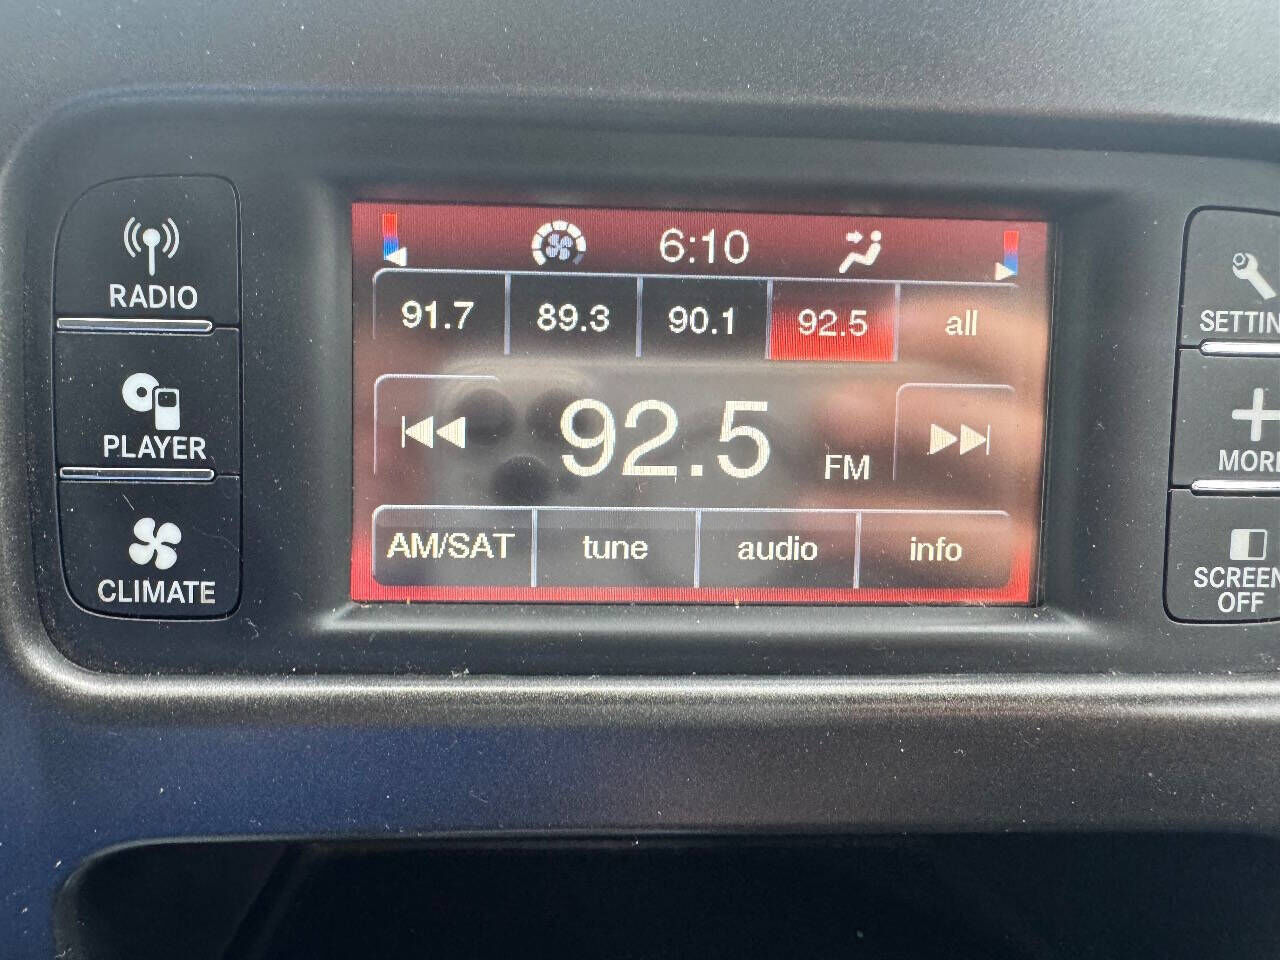 6:10
91.7 89.3 90.1 92.5 all
92.5 FM
AM/SAT tune audio info
RADIO
PLAYER
CLIMATE
SETTIN
MORE
SCREEN
OFF